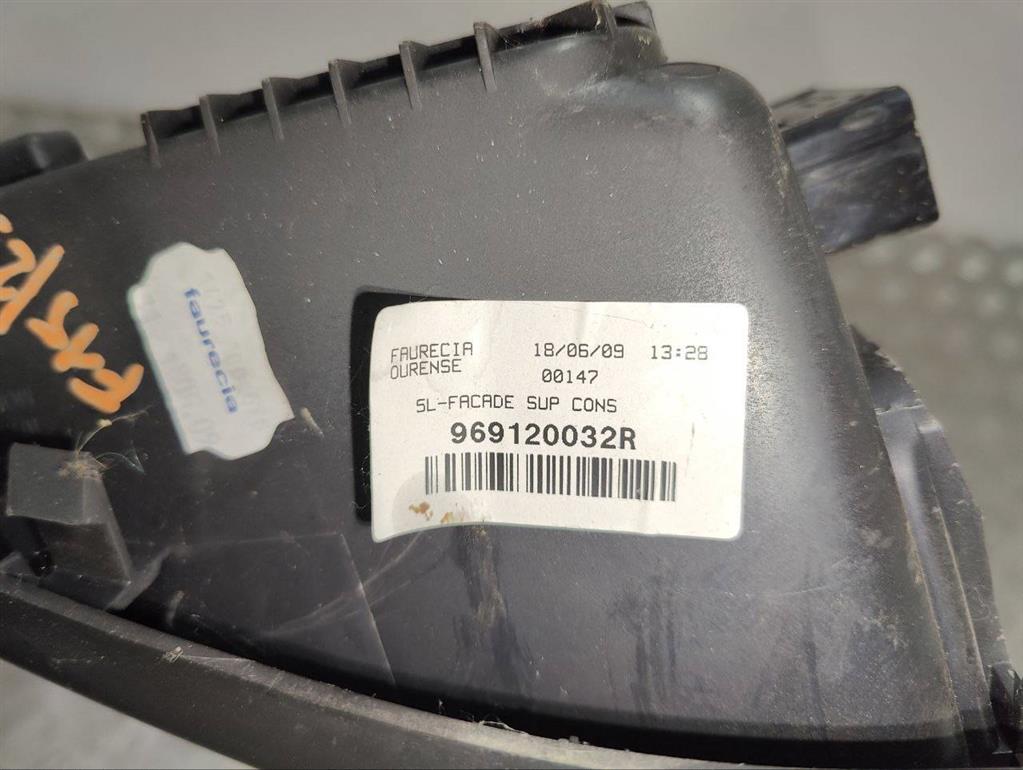 FAURECIA 18/06/09 13:28
OURENSE 00147
SL-FACADE SUP CONS
969120032R
faurecia